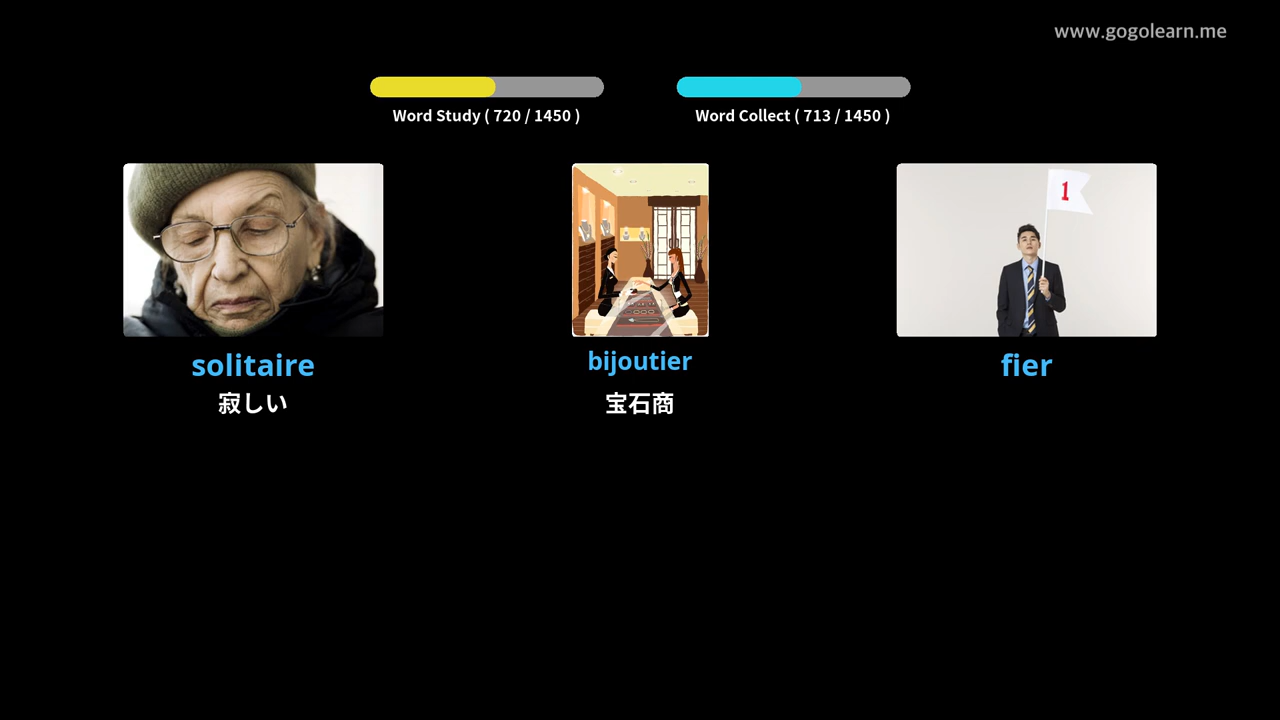 www.gogolearn.me
Word Study ( 720 / 1450 )
Word Collect ( 713 / 1450 )
1
solitaire
寂しい
bijoutier
宝石商
fier